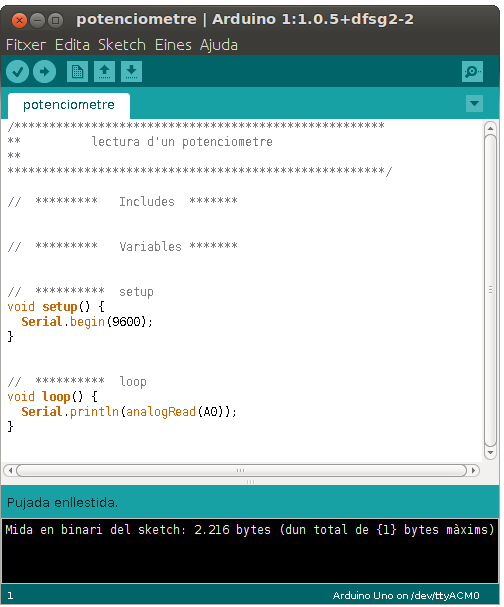 potenciometre | Arduino 1:1.0.5+dfsg2-2
Fitxer Edita Sketch Eines Ajuda
potenciometre
/*****************************************************
**          lectura d'un potenciometre
**
******************************************************/
//  *********   Includes  *******
//  *********   Variables *******
//  **********  setup
void setup() {
  Serial.begin(9600);
}
//  **********  loop
void loop() {
  Serial.println(analogRead(A0));
}
Pujada enllestida.
Mida en binari del sketch: 2.216 bytes (dun total de {1} bytes màxims)
1
Arduino Uno on /dev/ttyACM0